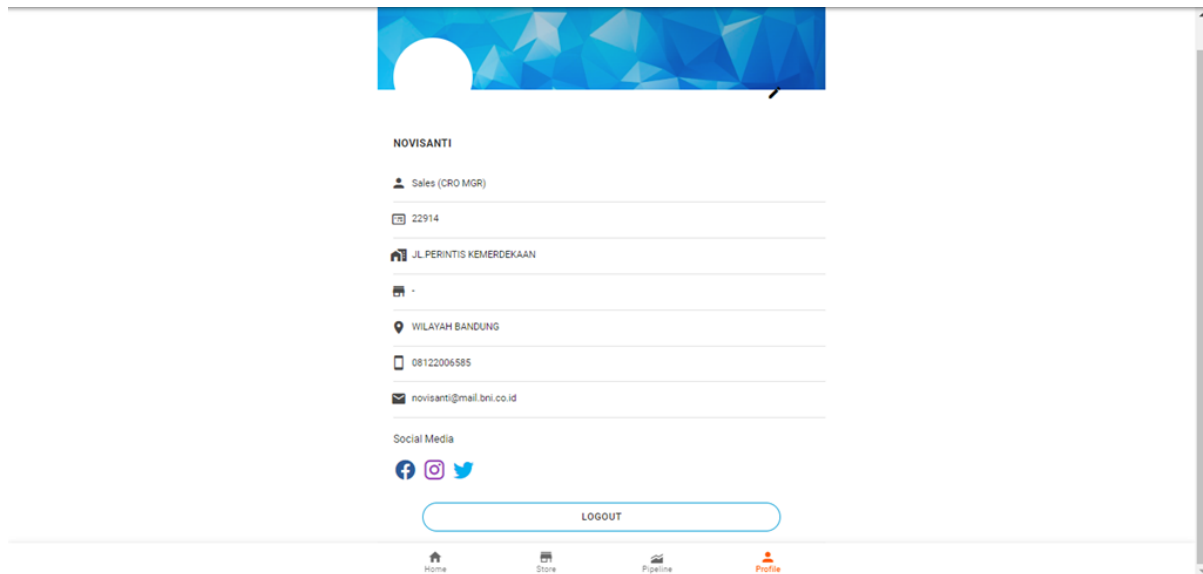 NOVISANTI
Sales (CRO MGR)
22914
JL.PERINTIS KEMERDEKAAN
-
WILAYAH BANDUNG
08122006585
novisanti@mail.bni.co.id
Social Media
LOGOUT
Home Store Pipeline Profile